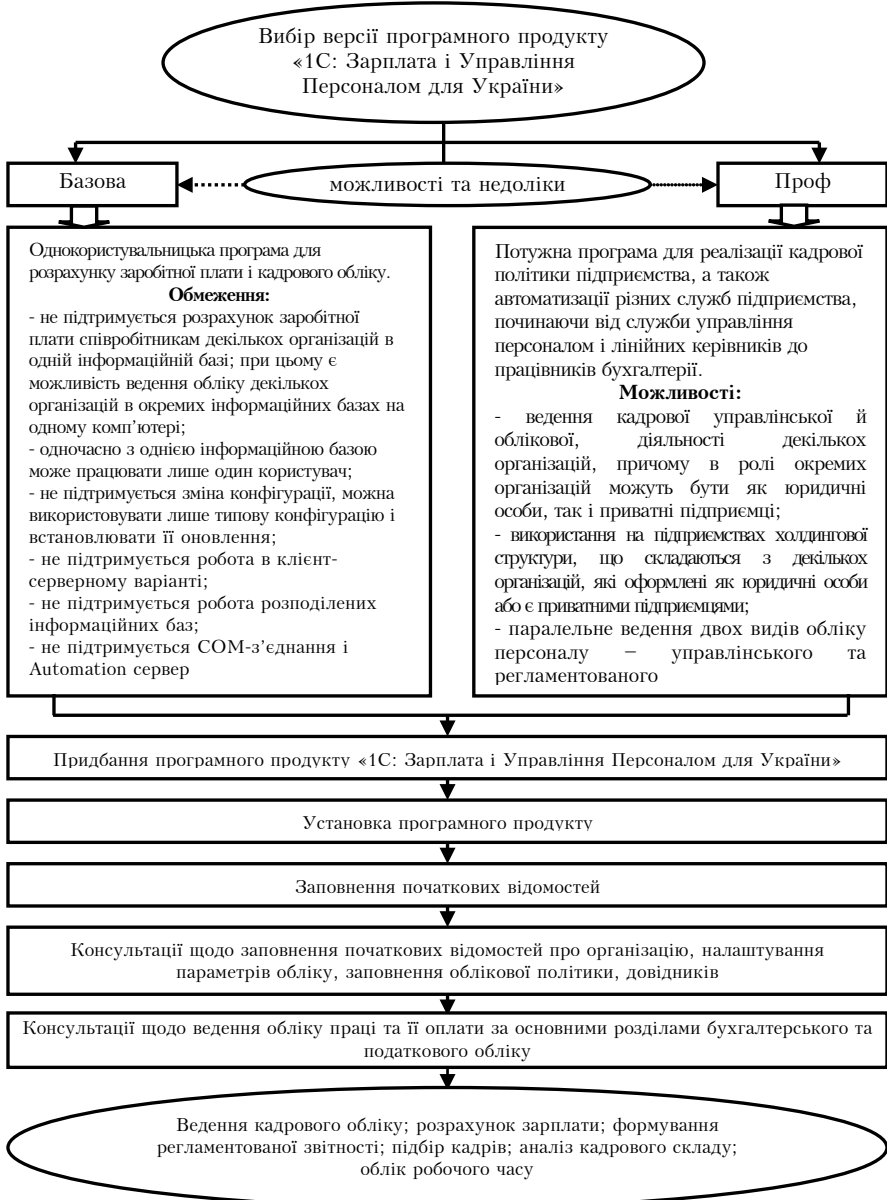 Вибір версії програмного продукту
«1С: Зарплата і Управління
Персоналом для України»
Базова
можливості та недоліки
Проф
Однокористувальницька програма для
розрахунку заробітної плати і кадрового обліку.
Обмеження:
- не підтримується розрахунок заробітної
плати співробітникам декількох організацій в
одній інформаційній базі; при цьому є
можливість ведення обліку декількох
організацій в окремих інформаційних базах на
одному комп’ютері;
- одночасно з однією інформаційною базою
може працювати лише один користувач;
- не підтримується зміна конфігурації, можна
використовувати лише типову конфігурацію і
встановлювати її оновлення;
- не підтримується робота в клієнт-
серверному варіанті;
- не підтримується робота розподілених
інформаційних баз;
- не підтримується COM-з’єднання і
Automation сервер
Потужна програма для реалізації кадрової
політики підприємства, а також
автоматизації різних служб підприємства,
починаючи від служби управління
персоналом і лінійних керівників до
працівників бухгалтерії.
Можливості:
- ведення кадрової управлінської й
облікової, діяльності декількох
організацій, причому в ролі окремих
організацій можуть бути як юридичні
особи, так і приватні підприємці;
- використання на підприємствах холдингової
структури, що складаються з декількох
організацій, які оформлені як юридичні особи
або є приватними підприємцями;
- паралельне ведення двох видів обліку
персоналу – управлінського та
регламентованого
Придбання програмного продукту «1С: Зарплата і Управління Персоналом для України»
Установка програмного продукту
Заповнення початкових відомостей
Консультації щодо заповнення початкових відомостей про організацію, налаштування
параметрів обліку, заповнення облікової політики, довідників
Консультації щодо ведення обліку праці та її оплати за основними розділами бухгалтерського та
податкового обліку
Ведення кадрового обліку; розрахунок зарплати; формування
регламентованої звітності; підбір кадрів; аналіз кадрового складу;
облік робочого часу